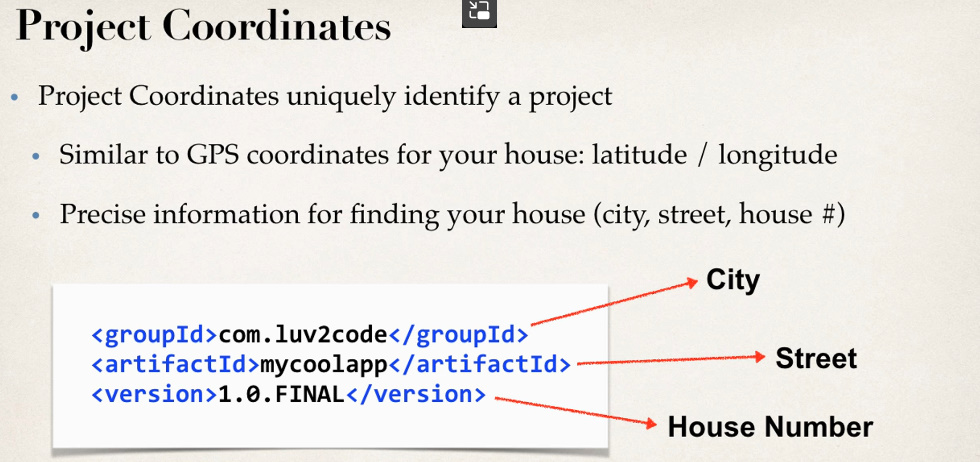 Project Coordinates
• Project Coordinates uniquely identify a project
• Similar to GPS coordinates for your house: latitude / longitude
• Precise information for finding your house (city, street, house #)
City
<groupId>com.luv2code</groupId>
<artifactId>mycoolapp</artifactId>
Street
<version>1.0.FINAL</version>
House Number